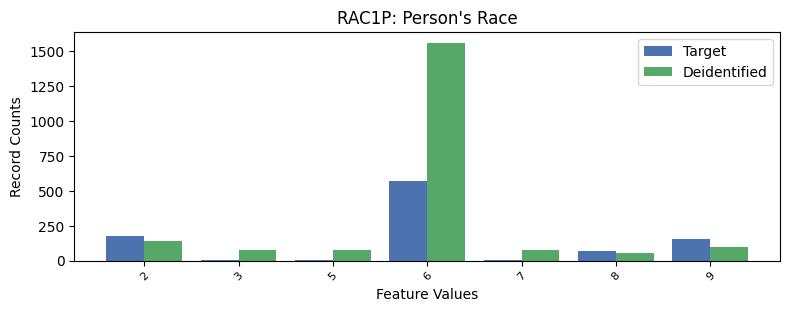 RAC1P: Person's Race
Target
Deidentified
Record Counts
1500
1250
1000
750
500
250
0
2 3 5 6 7 8 9
Feature Values